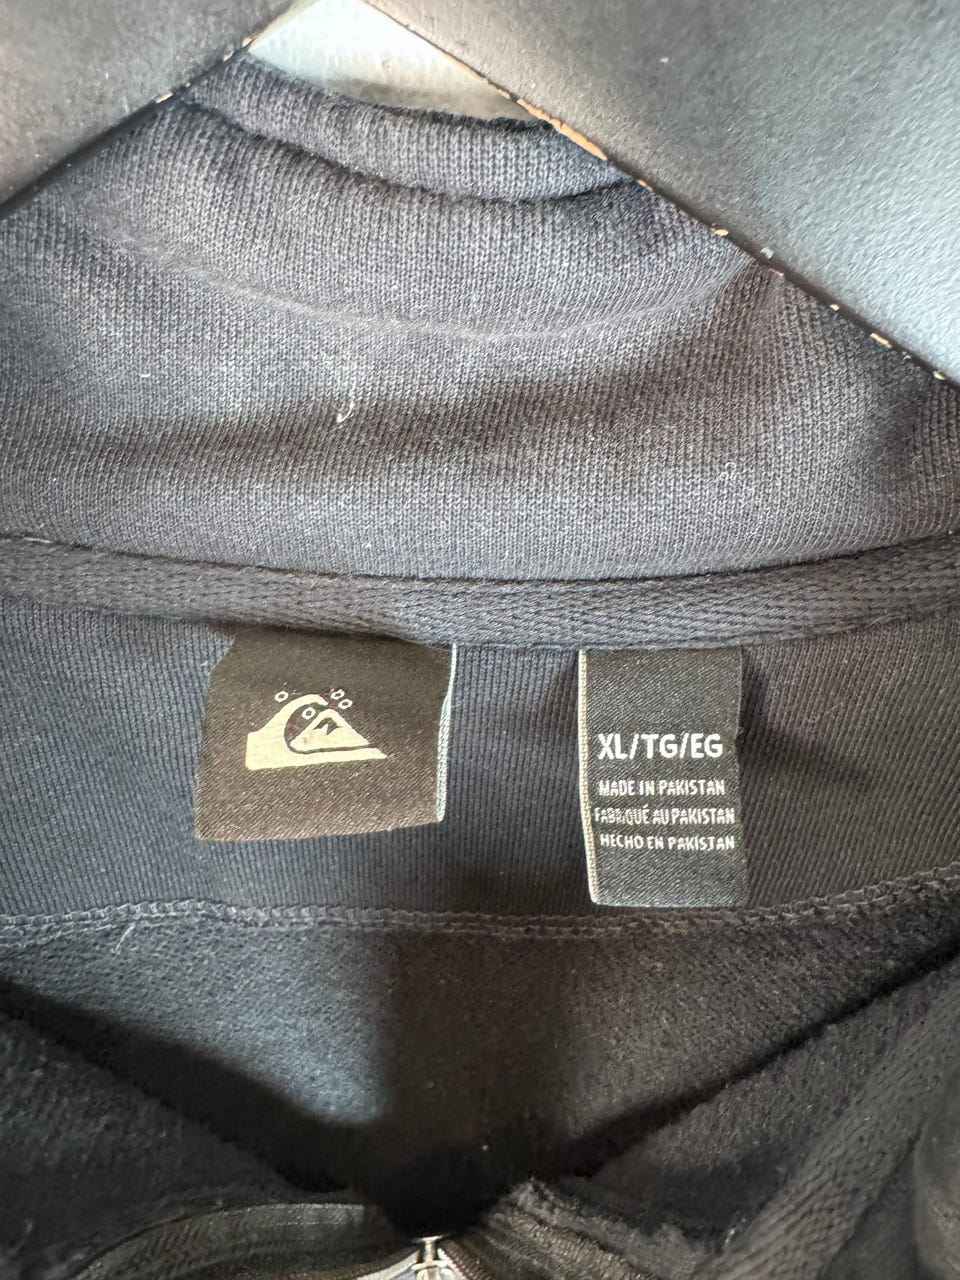 XL/TG/EG
MADE IN PAKISTAN
FABRIQUÉ AU PAKISTAN
HECHO EN PAKISTAN